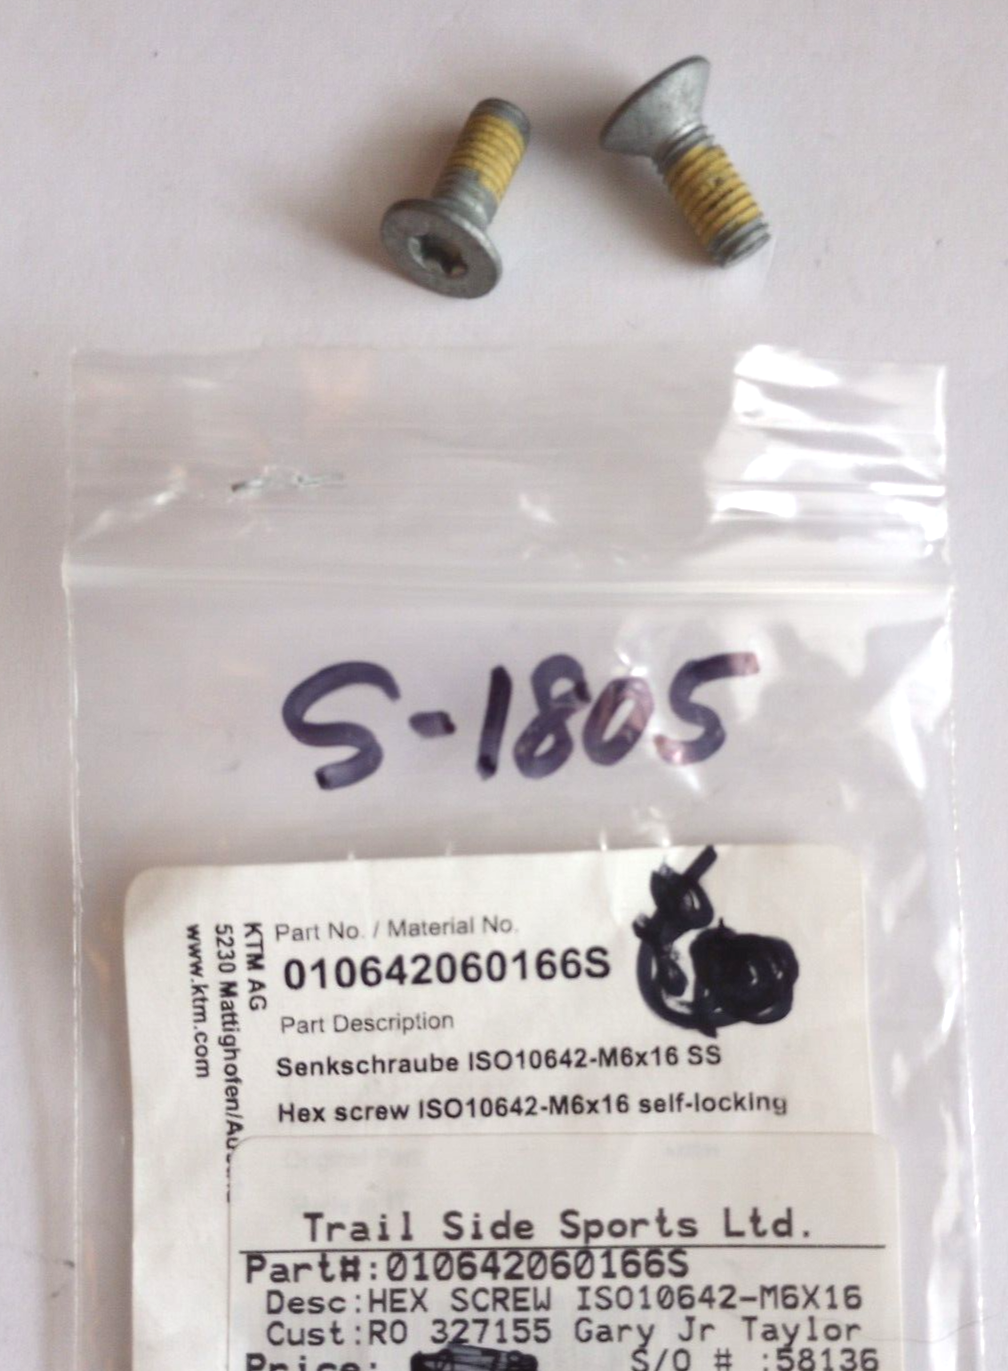 S-1805
KTM AG
5230 Mattighofen/
www.ktm.com
Part No. / Material No.
010642060166S
Part Description
Senkschraube ISO10642-M6x16 SS
Hex screw ISO10642-M6x16 self-locking
Trail Side Sports Ltd.
Part#:010642060166S
Desc:HEX SCREW ISO10642-M6X16
Cust:RO 327155 Gary Jr Taylor
Price: S/O # :58136